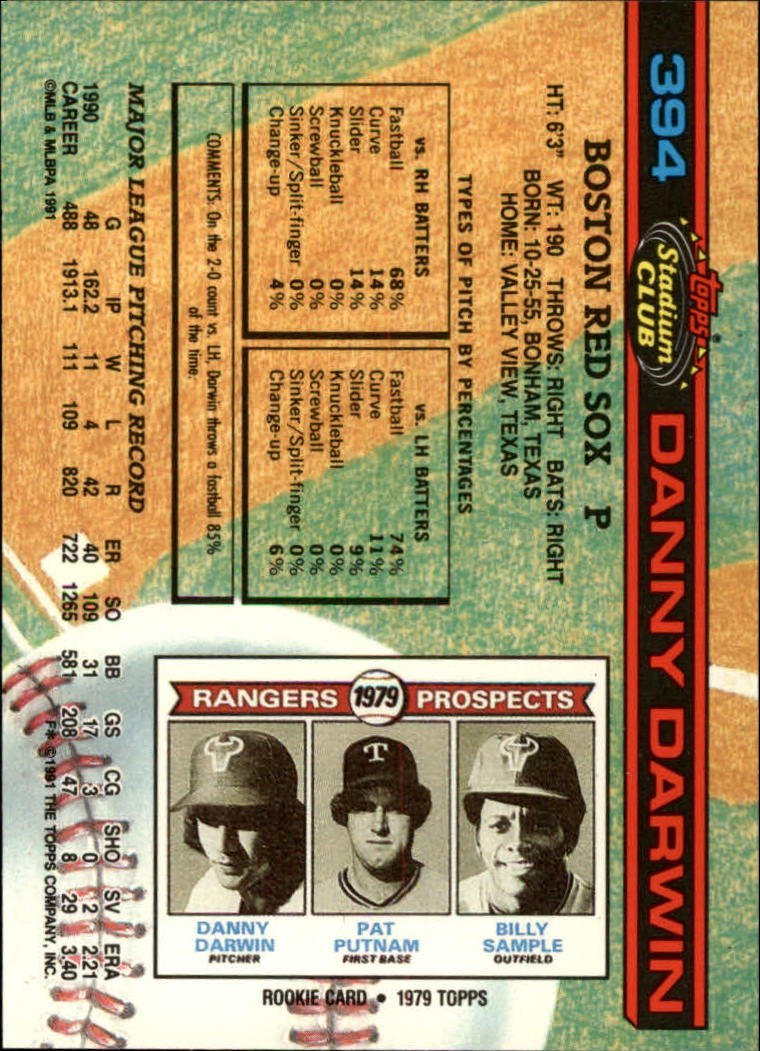 394
topps®
Stadium
CLUB
DANNY DARWIN
BOSTON RED SOX P
HT: 6'3" WT: 190 THROWS: RIGHT BATS: RIGHT
BORN: 10-25-55, BONHAM, TEXAS
HOME: VALLEY VIEW, TEXAS
TYPES OF PITCH BY PERCENTAGES
vs. RH BATTERS
Fastball 68%
Curve 14%
Slider 14%
Knuckleball 0%
Screwball 0%
Sinker/Split-finger 0%
Change-up 4%
vs. LH BATTERS
Fastball 74%
Curve 11%
Slider 9%
Knuckleball 0%
Screwball 0%
Sinker/Split-finger 0%
Change-up 6%
COMMENTS: On the 2-0 count vs. LH, Darwin throws a fastball 85%
of the time.
MAJOR LEAGUE PITCHING RECORD
G IP W L R ER SO BB GS CG SHO SV ERA
1990 48 162.2 11 4 42 40 109 31 17 3 0 2 2.21
CAREER 488 1913.1 111 109 820 722 1265 581 208 47 8 29 3.40
©MLB & MLBPA 1991
F* ©1991 THE TOPPS COMPANY, INC.
RANGERS 1979 PROSPECTS
T
DANNY
DARWIN
PITCHER
PAT
PUTNAM
FIRST BASE
BILLY
SAMPLE
OUTFIELD
ROOKIE CARD • 1979 TOPPS